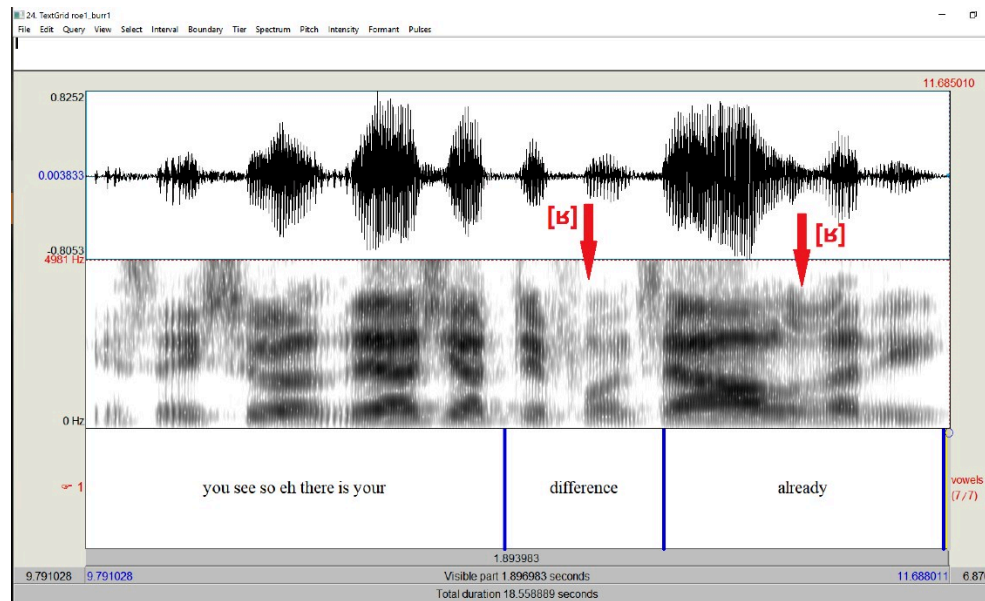 24. TextGrid roe1_burr1
File Edit Query View Select Interval Boundary Tier Spectrum Pitch Intensity Formant Pulses
11.685010
0.8252
0.003833
-0.8053
4981 Hz
[ʁ] [ʁ]
0 Hz
☞ 1 you see so eh there is your difference already vowels
(7/7)
1.893983
9.791028 9.791028 Visible part 1.896983 seconds 11.688011
Total duration 18.558889 seconds